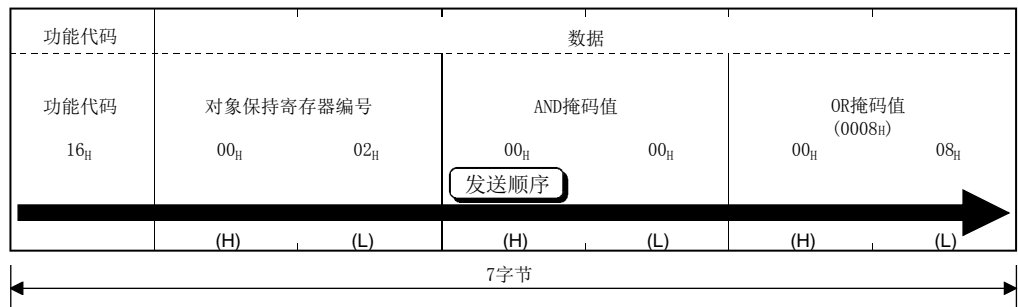 功能代码 数据
功能代码 对象保持寄存器编号 AND掩码值 OR掩码值
(0008H)
16H 00H 02H 00H 00H 00H 08H
发送顺序
(H) (L) (H) (L) (H) (L)
7字节